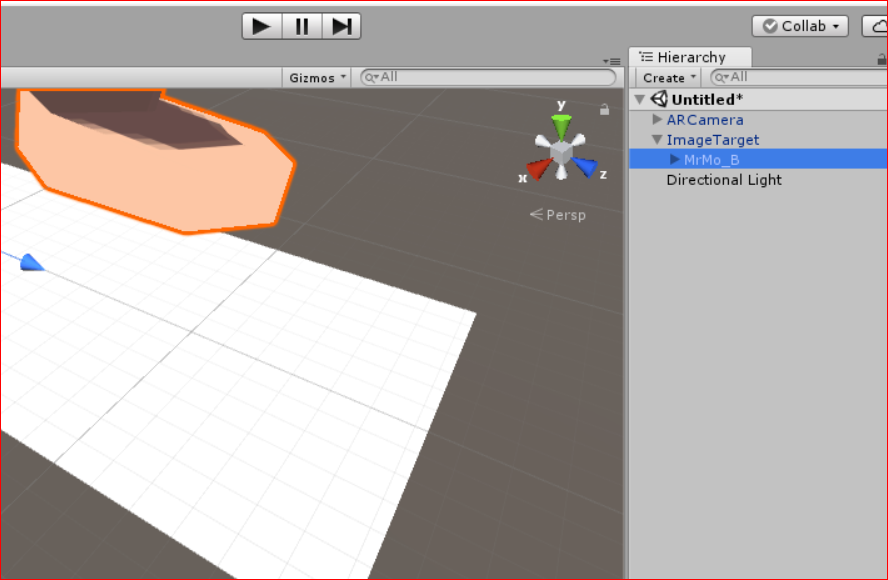 Collab
Hierarchy
Gizmos
All
Create
All
Untitled*
ARCamera
ImageTarget
MrMo_B
Directional Light
y
x
z
Persp